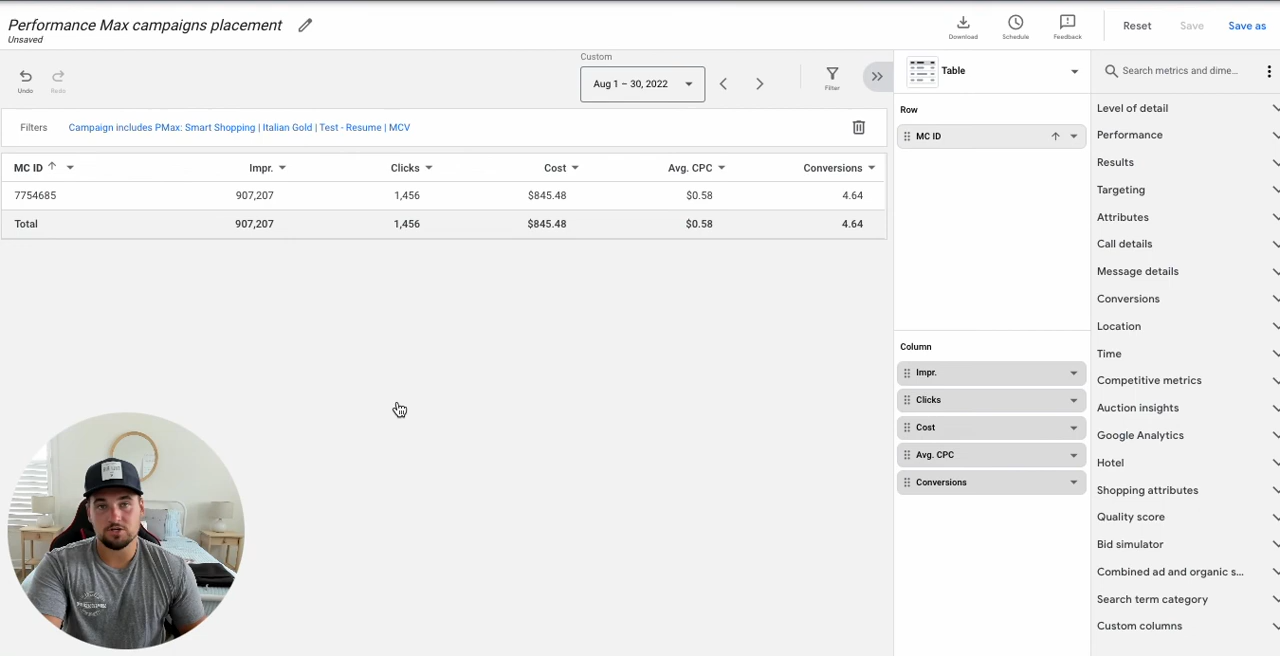 Performance Max campaigns placement
Unsaved
Download
Schedule
Feedback
Reset
Save
Save as
Undo
Redo
Custom
Aug 1 – 30, 2022
Filter
Table
Search metrics and dime...
Filters
Campaign includes PMax: Smart Shopping | Italian Gold | Test - Resume | MCV
MC ID Impr. Clicks Cost Avg. CPC Conversions
7754685 907,207 1,456 $845.48 $0.58 4.64
Total 907,207 1,456 $845.48 $0.58 4.64
Row
MC ID
Column
Impr.
Clicks
Cost
Avg. CPC
Conversions
Level of detail
Performance
Results
Targeting
Attributes
Call details
Message details
Conversions
Location
Time
Competitive metrics
Auction insights
Google Analytics
Hotel
Shopping attributes
Quality score
Bid simulator
Combined ad and organic s...
Search term category
Custom columns